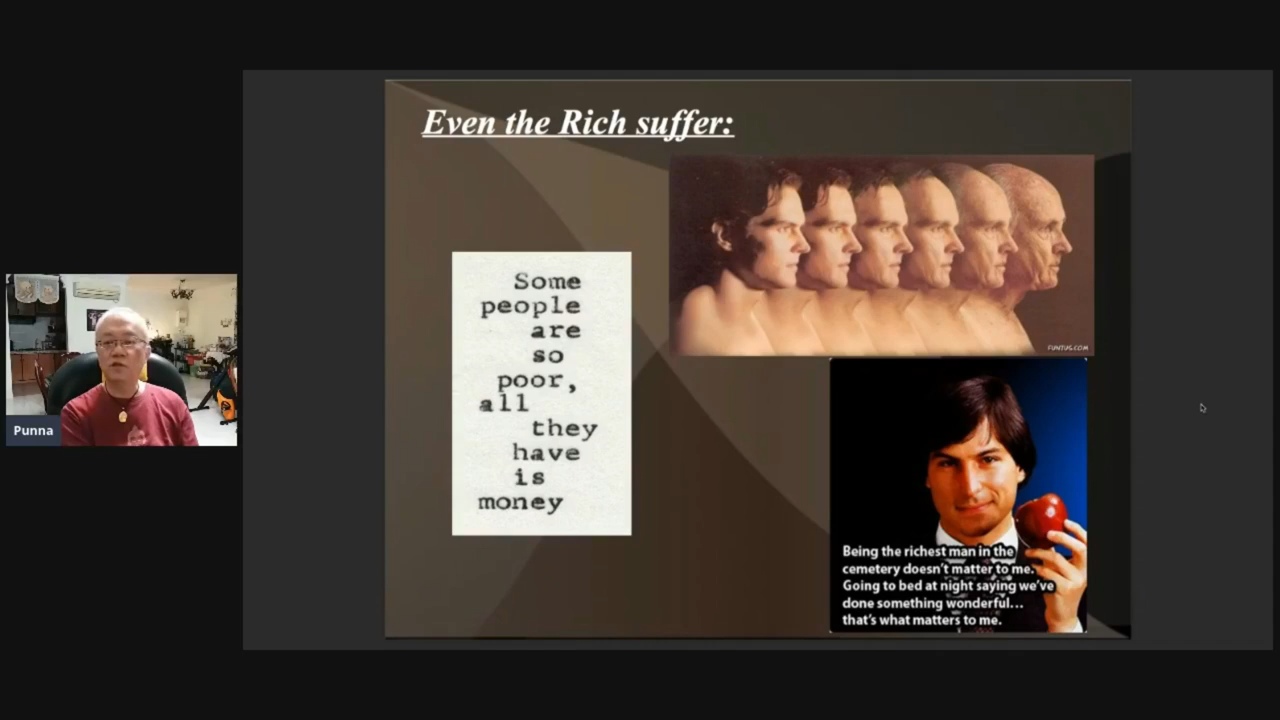 Even the Rich suffer:
Some
people
are
so
poor,
all
they
have
is
money
FUNTUS.COM
Being the richest man in the
cemetery doesn't matter to me.
Going to bed at night saying we've
done something wonderful...
that's what matters to me.
Punna